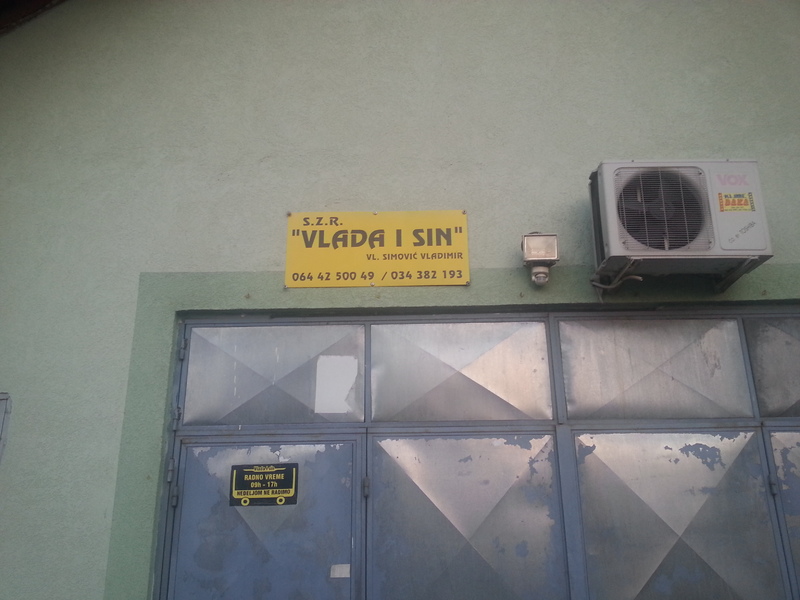 S.Z.R.
"VLADA I SIN"
VL. SIMOVIĆ VLADIMIR
064 42 500 49 / 034 382 193
VOX
RADNO VREME
09h - 17h
NEDELJOM NE RADIMO